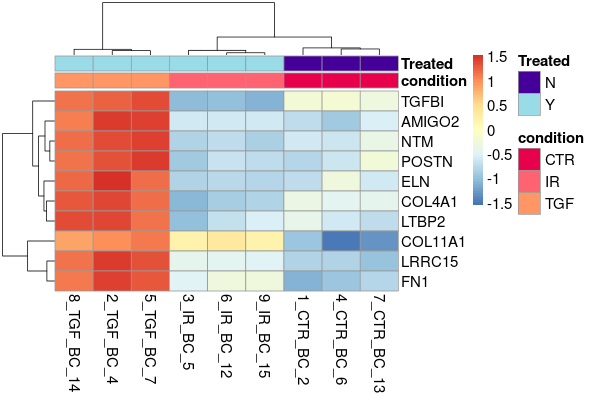 Treated
condition
TGFBI
AMIGO2
NTM
POSTN
ELN
COL4A1
LTBP2
COL11A1
LRRC15
FN1
8_TGF_BC_14
2_TGF_BC_4
5_TGF_BC_7
3_IR_BC_5
6_IR_BC_12
9_IR_BC_15
1_CTR_BC_2
4_CTR_BC_6
7_CTR_BC_13
1.5
1
0.5
0
-0.5
-1
-1.5
Treated
N
Y
condition
CTR
IR
TGF